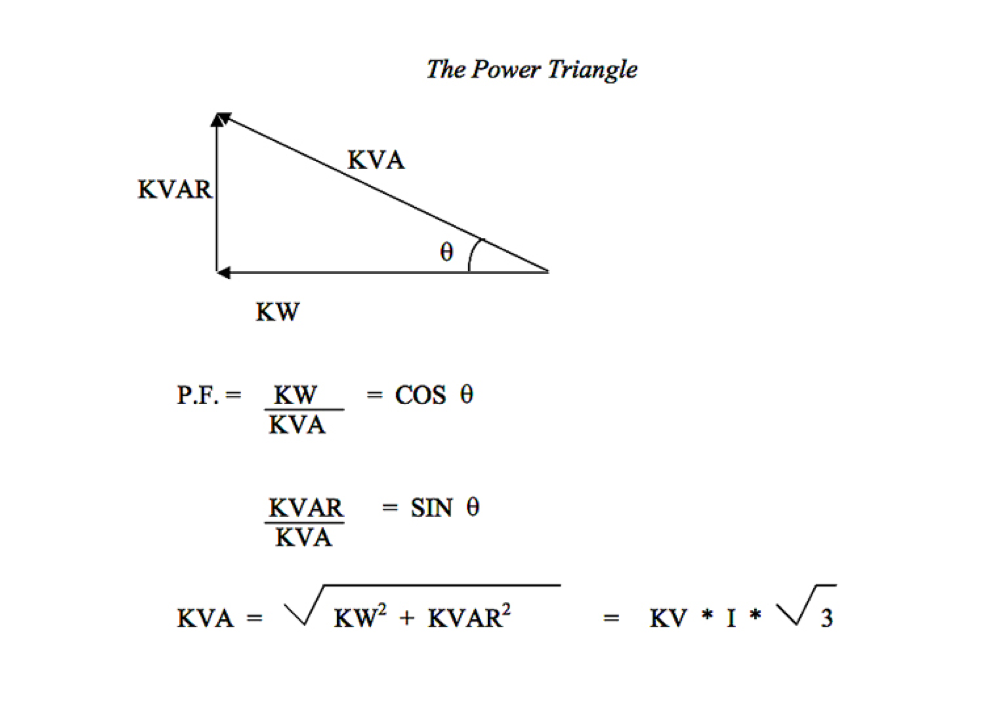 The Power Triangle
KVA
KVAR
θ
KW
P.F. = KW = COS θ
KVA
KVAR = SIN θ
KVA
KVA = √ KW² + KVAR² = KV * I * √ 3